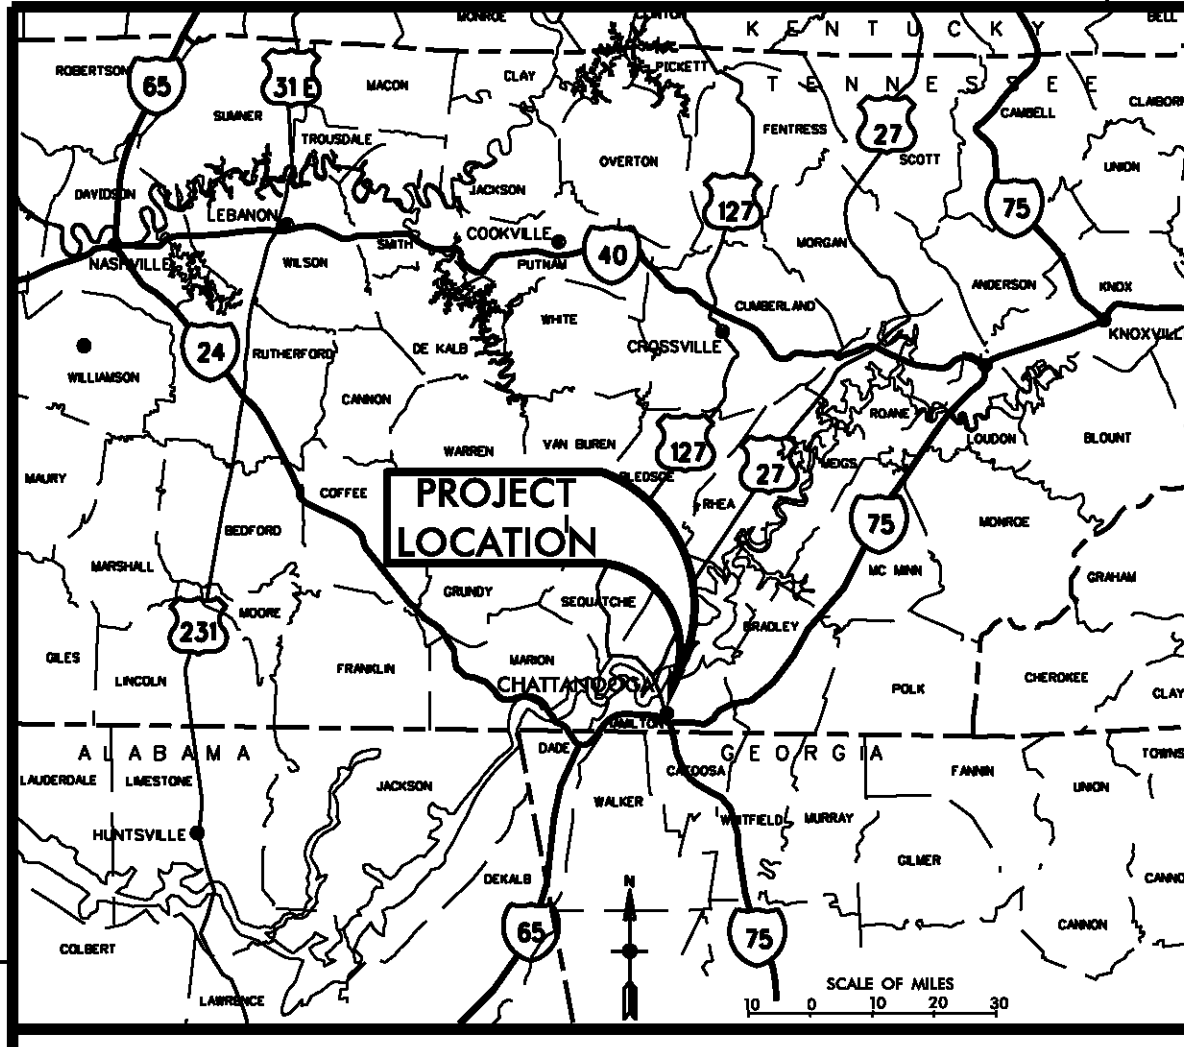 MONROE
CLINTON
KENTUCKY
BELL
ROBERTSON
65
31 E
MACON
CLAY
PICKETT
TENNESSEE
CLAIBORN
SUMNER
TROUSDALE
OVERTON
FENTRESS
27
SCOTT
CAMBELL
UNION
DAVIDSON
LEBANON
JACKSON
127
75
COOKVILLE
MORGAN
NASHVILLE
WILSON
SMITH
PUTNAM
40
ANDERSON
KNOX
WHITE
CUMBERLAND
KNOXVILLE
24
RUTHERFORD
DE KALB
CROSSVILLE
WILLIAMSON
CANNON
ROANE
WARREN
VAN BUREN
127
27
MEIGS
LOUDON
BLOUNT
MAURY
COFFEE
PROJECT
LOCATION
BLEDSOE
RHEA
75
MONROE
BEDFORD
MARSHALL
GRUNDY
SEQUATCHIE
MC MINN
GRAHAM
231
MOORE
BRADLEY
GILES
LINCOLN
FRANKLIN
MARION
CHATTANOOGA
POLK
CHEROKEE
CLAY
HAMILTON
ALABAMA
DADE
GEORGIA
TOWNS
LAUDERDALE
LIMESTONE
JACKSON
CATOOSA
FANNIN
UNION
WALKER
HUNTSVILLE
WHITFIELD
MURRAY
GILMER
DEKALB
N
CANNO
COLBERT
65
75
CANNON
LAWRENCE
SCALE OF MILES
10 0 10 20 30